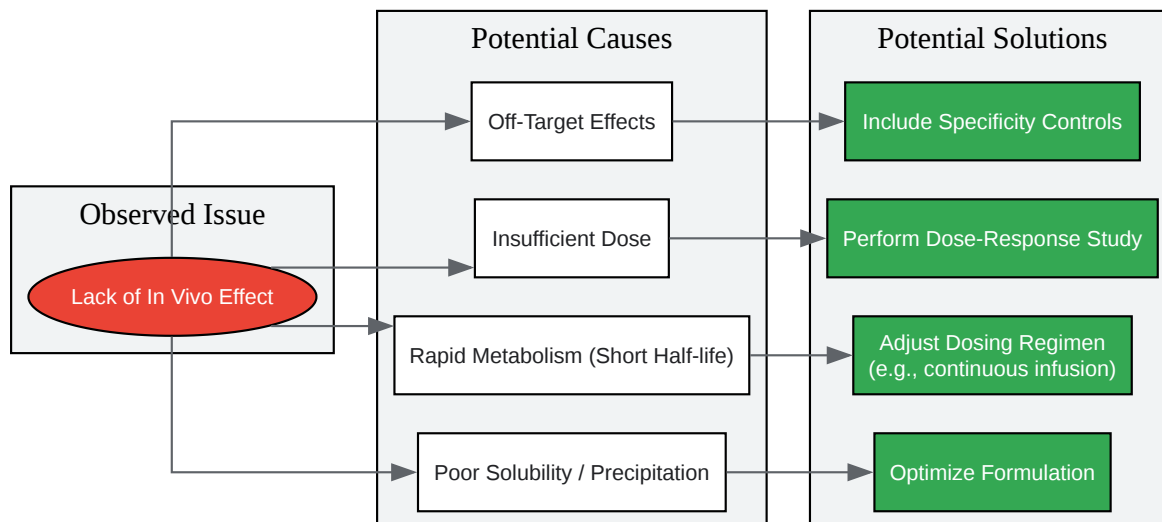 Potential Causes
Potential Solutions
Off-Target Effects
Include Specificity Controls
Observed Issue
Insufficient Dose
Perform Dose-Response Study
Lack of In Vivo Effect
Rapid Metabolism (Short Half-life)
Adjust Dosing Regimen
(e.g., continuous infusion)
Poor Solubility / Precipitation
Optimize Formulation